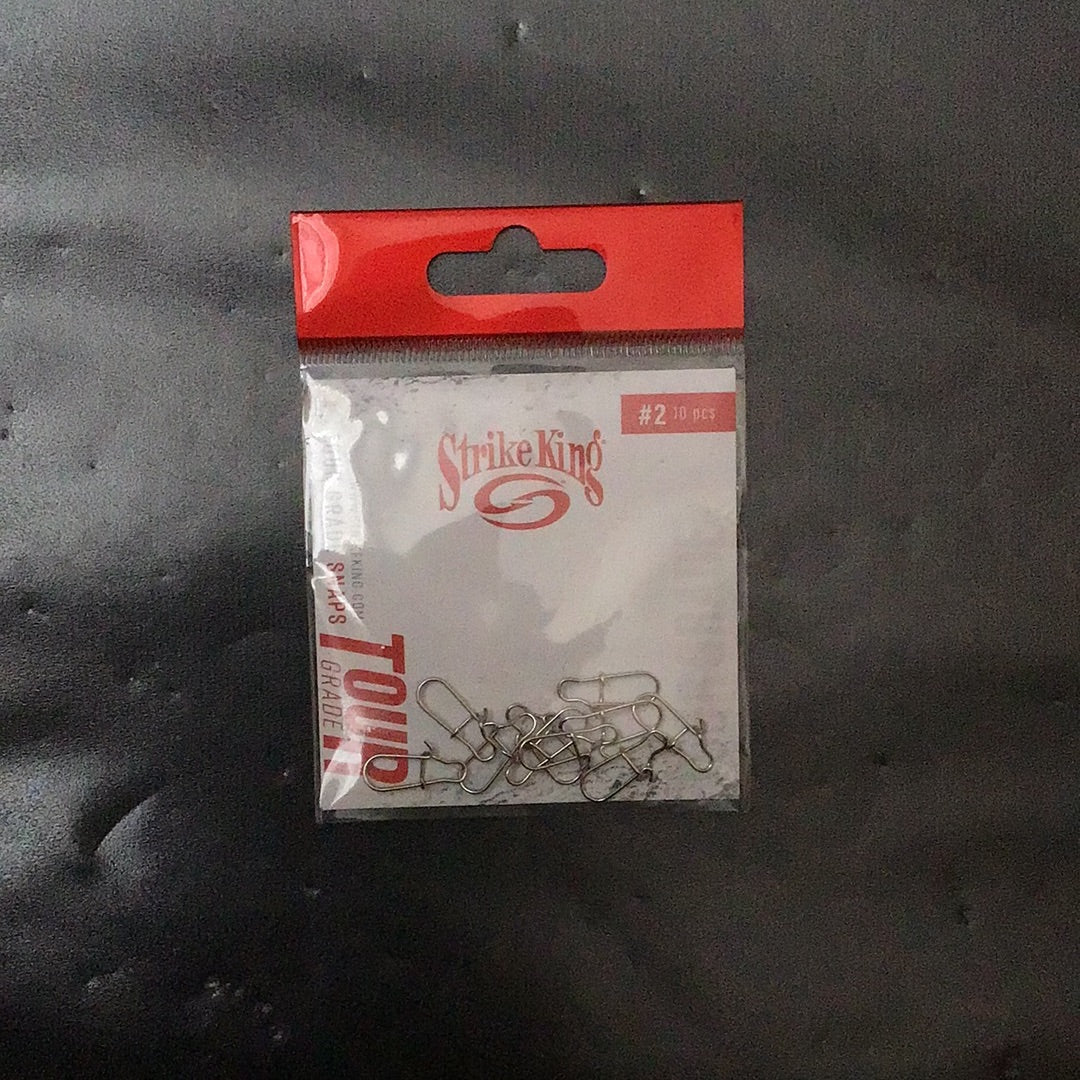 #2 10 pcs
Strike King
SNAPS
TOUR
GRADE